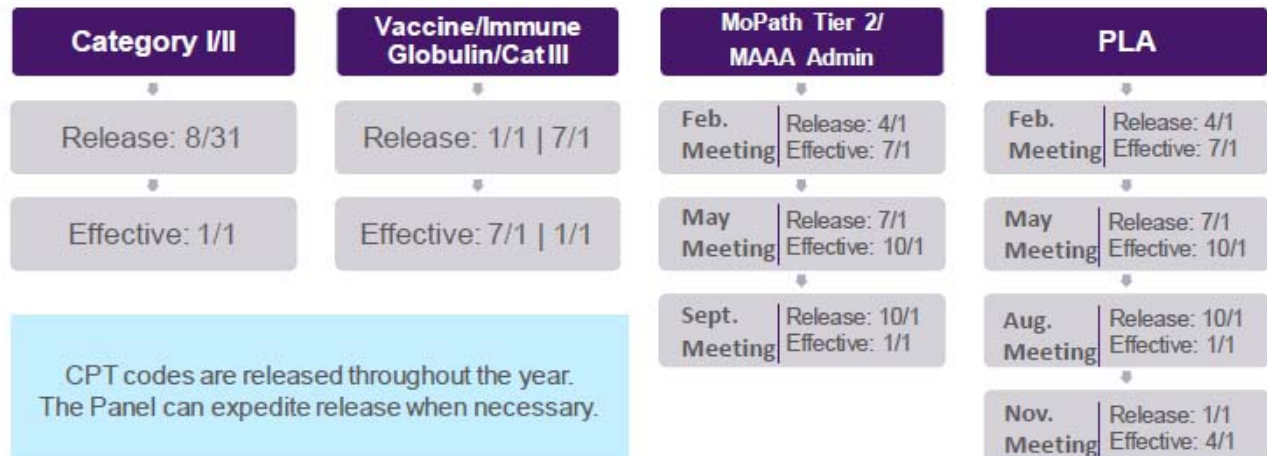 Category I/II
Release: 8/31
Effective: 1/1
Vaccine/Immune
Globulin/Cat III
Release: 1/1 | 7/1
Effective: 7/1 | 1/1
MoPath Tier 2/
MAAA Admin
Feb. Release: 4/1
Meeting Effective: 7/1
May Release: 7/1
Meeting Effective: 10/1
Sept. Release: 10/1
Meeting Effective: 1/1
PLA
Feb. Release: 4/1
Meeting Effective: 7/1
May Release: 7/1
Meeting Effective: 10/1
Aug. Release: 10/1
Meeting Effective: 1/1
Nov. Release: 1/1
Meeting Effective: 4/1
CPT codes are released throughout the year.
The Panel can expedite release when necessary.